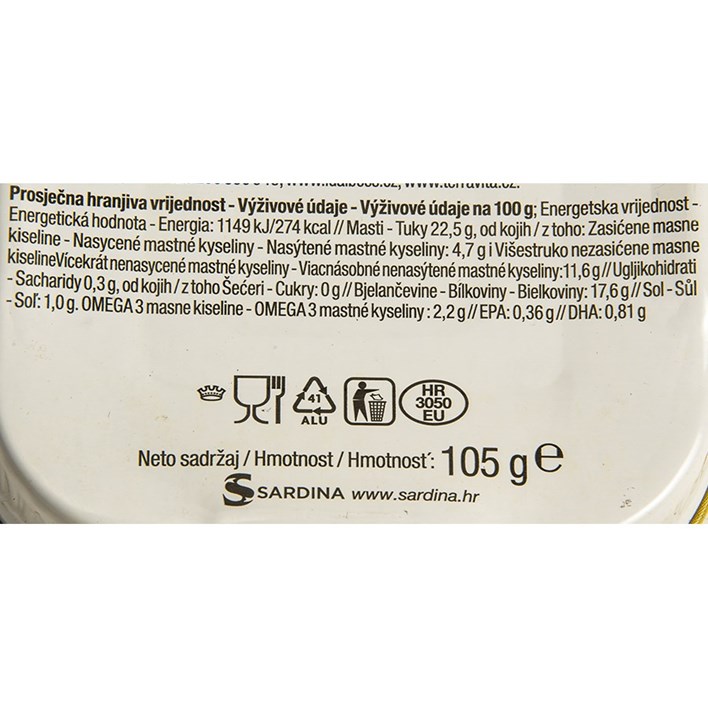 www.terravita.cz.
Prosječna hranjiva vrijednost - Výživové údaje - Výživové údaje na 100 g; Energetska vrijednost -
Energetická hodnota - Energia: 1149 kJ/274 kcal // Masti - Tuky 22,5 g, od kojih / z toho: Zasićene masne
kiseline - Nasycené mastné kyseliny - Nasýtené mastné kyseliny: 4,7 g i Višestruko nezasićene masne
kiselineVícekrát nenasycené mastné kyseliny - Viacnásobné nenasýtené mastné kyseliny:11,6 g // Ugljikohidrati
- Sacharidy 0,3 g, od kojih / z toho Šećeri - Cukry: 0 g // Bjelančevine - Bílkoviny - Bielkoviny: 17,6 g // Sol - Sůl
- Soľ: 1,0 g. OMEGA 3 masne kiseline - OMEGA 3 mastné kyseliny : 2,2 g // EPA: 0,36 g // DHA: 0,81 g
41
ALU
HR
3050
EU
Neto sadržaj / Hmotnost / Hmotnosť: 105 g e
SARDINA www.sardina.hr